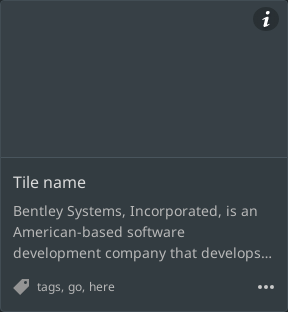 i
Tile name
Bentley Systems, Incorporated, is an
American-based software
development company that develops...
tags, go, here